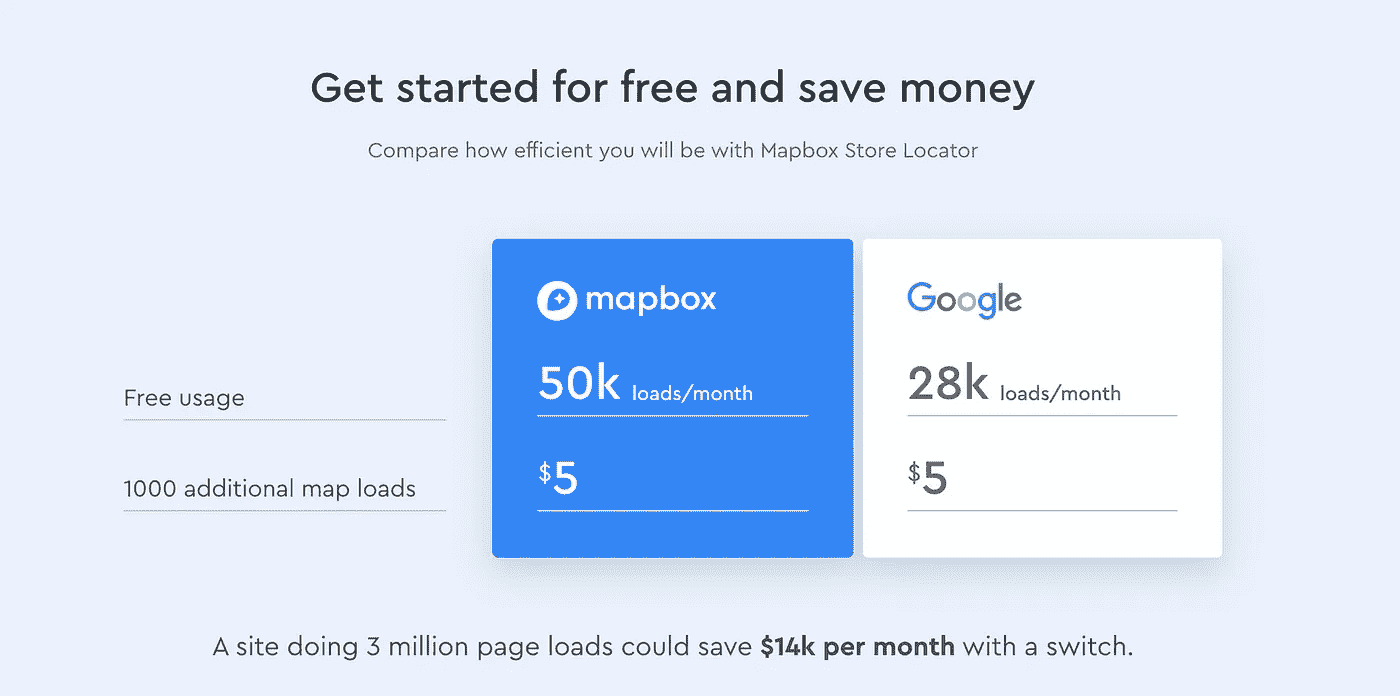 Get started for free and save money
Compare how efficient you will be with Mapbox Store Locator
mapbox
Google
Free usage
50k loads/month
28k loads/month
1000 additional map loads
$5
$5
A site doing 3 million page loads could save $14k per month with a switch.